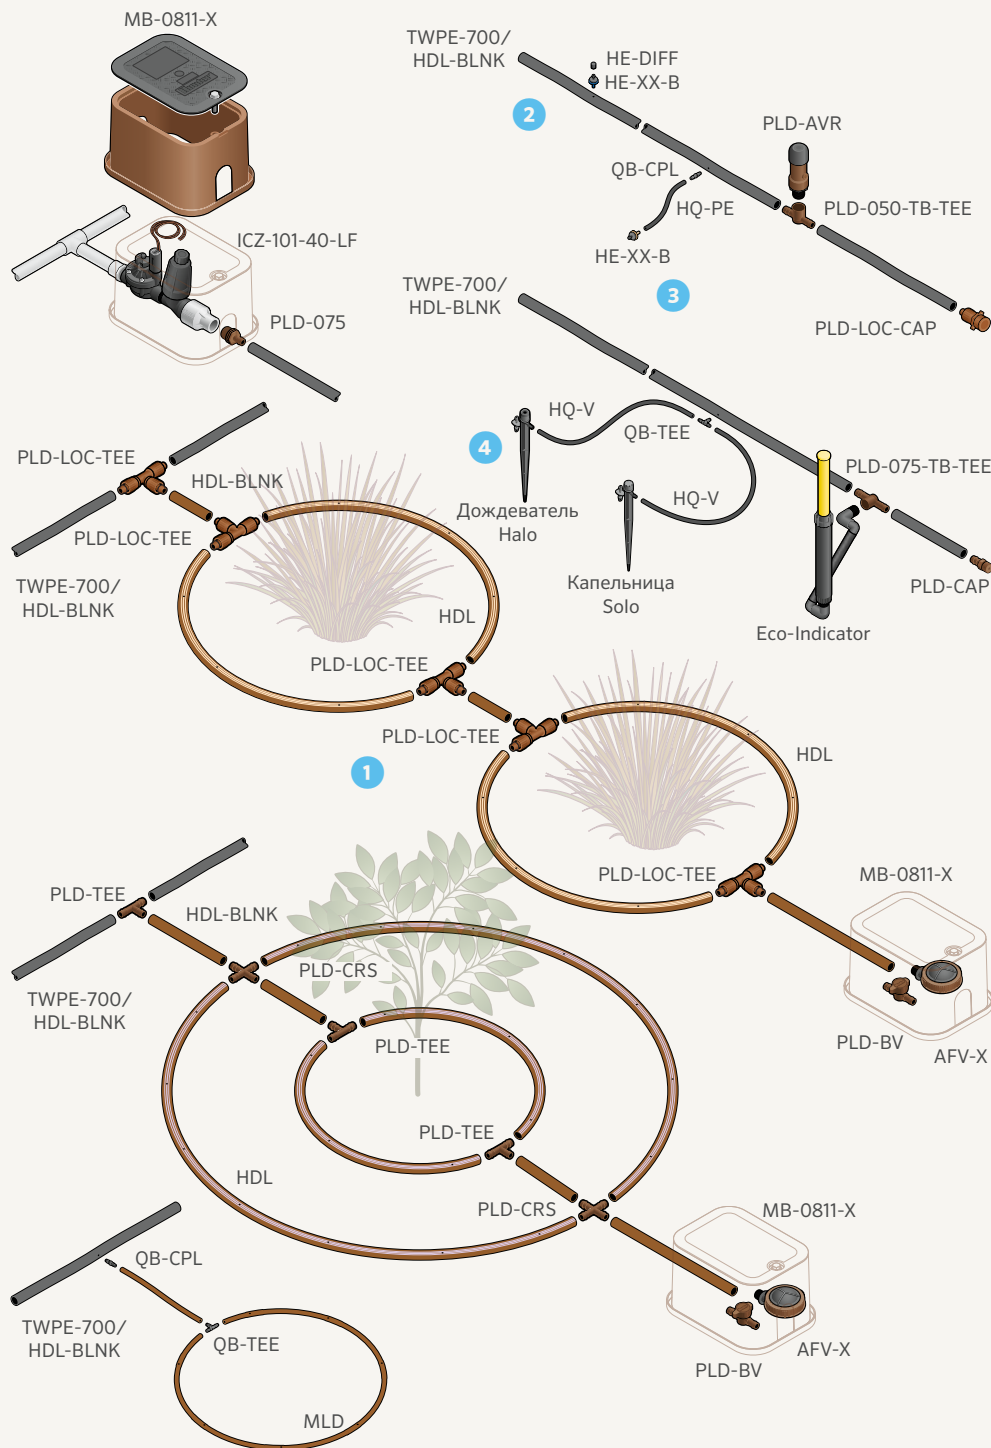 MB-0811-X
TWPE-700/
HDL-BLNK
HE-DIFF
HE-XX-B
2
PLD-AVR
QB-CPL
HQ-PE
PLD-050-TB-TEE
HE-XX-B
ICZ-101-40-LF
3
TWPE-700/
HDL-BLNK
PLD-075
PLD-LOC-CAP
HQ-V
4
QB-TEE
PLD-LOC-TEE
HDL-BLNK
PLD-075-TB-TEE
HQ-V
Дождеватель
Halo
PLD-LOC-TEE
Капельница
Solo
PLD-CAP
TWPE-700/
HDL-BLNK
HDL
Eco-Indicator
PLD-LOC-TEE
PLD-LOC-TEE
HDL
1
PLD-LOC-TEE
MB-0811-X
PLD-TEE
HDL-BLNK
PLD-CRS
TWPE-700/
HDL-BLNK
PLD-TEE
PLD-BV
AFV-X
PLD-TEE
HDL
PLD-CRS
MB-0811-X
QB-CPL
TWPE-700/
HDL-BLNK
QB-TEE
AFV-X
PLD-BV
MLD